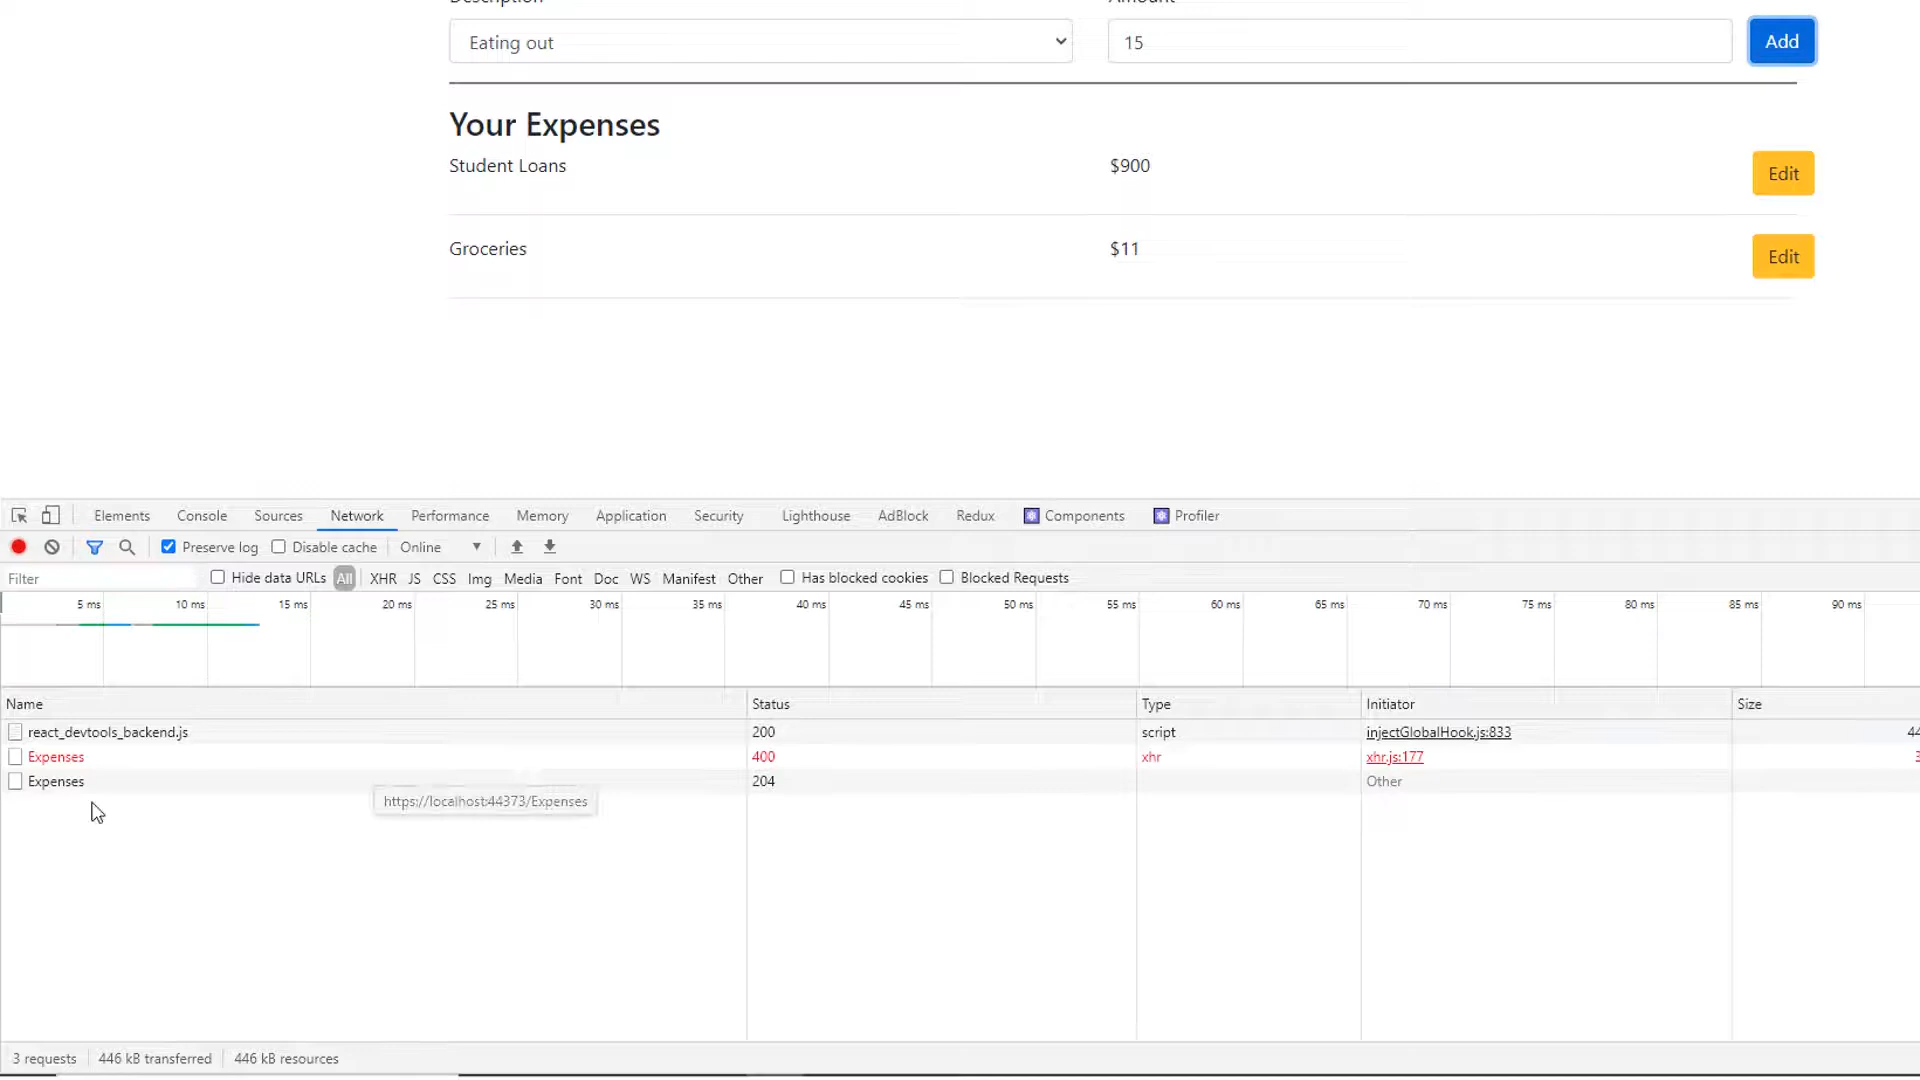 Description Amount
Eating out 15 Add
Your Expenses
Student Loans $900 Edit
Groceries $11 Edit
Elements Console Sources Network Performance Memory Application Security Lighthouse AdBlock Redux Components Profiler
Preserve log Disable cache Online
Filter Hide data URLs All XHR JS CSS Img Media Font Doc WS Manifest Other Has blocked cookies Blocked Requests
5 ms 10 ms 15 ms 20 ms 25 ms 30 ms 35 ms 40 ms 45 ms 50 ms 55 ms 60 ms 65 ms 70 ms 75 ms 80 ms 85 ms 90 ms
Name Status Type Initiator Size
react_devtools_backend.js 200 script injectGlobalHook.js:833 44
Expenses 400 xhr xhr.js:177
Expenses 204 Other
https://localhost:44373/Expenses
3 requests 446 kB transferred 446 kB resources